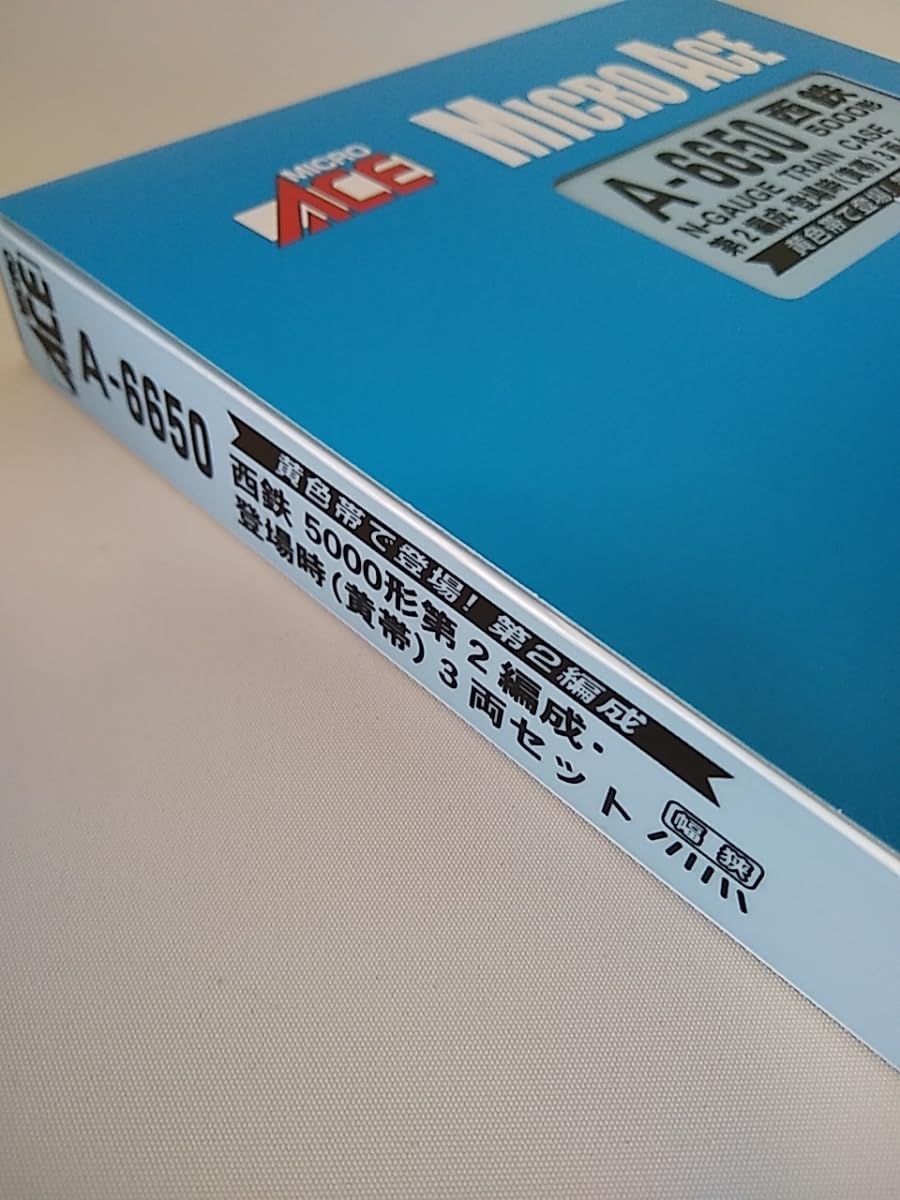 MICRO ACE
MICRO
ACE
A-6650 西鉄
5000形
N-GAUGE TRAIN CASE
第2編成・登場時(黄帯)3両
黄色帯で登場!
ACE
A-6650
黄色帯で登場! 第2編成
西鉄 5000形第2編成・
登場時(黄帯)3両セット
幅狭